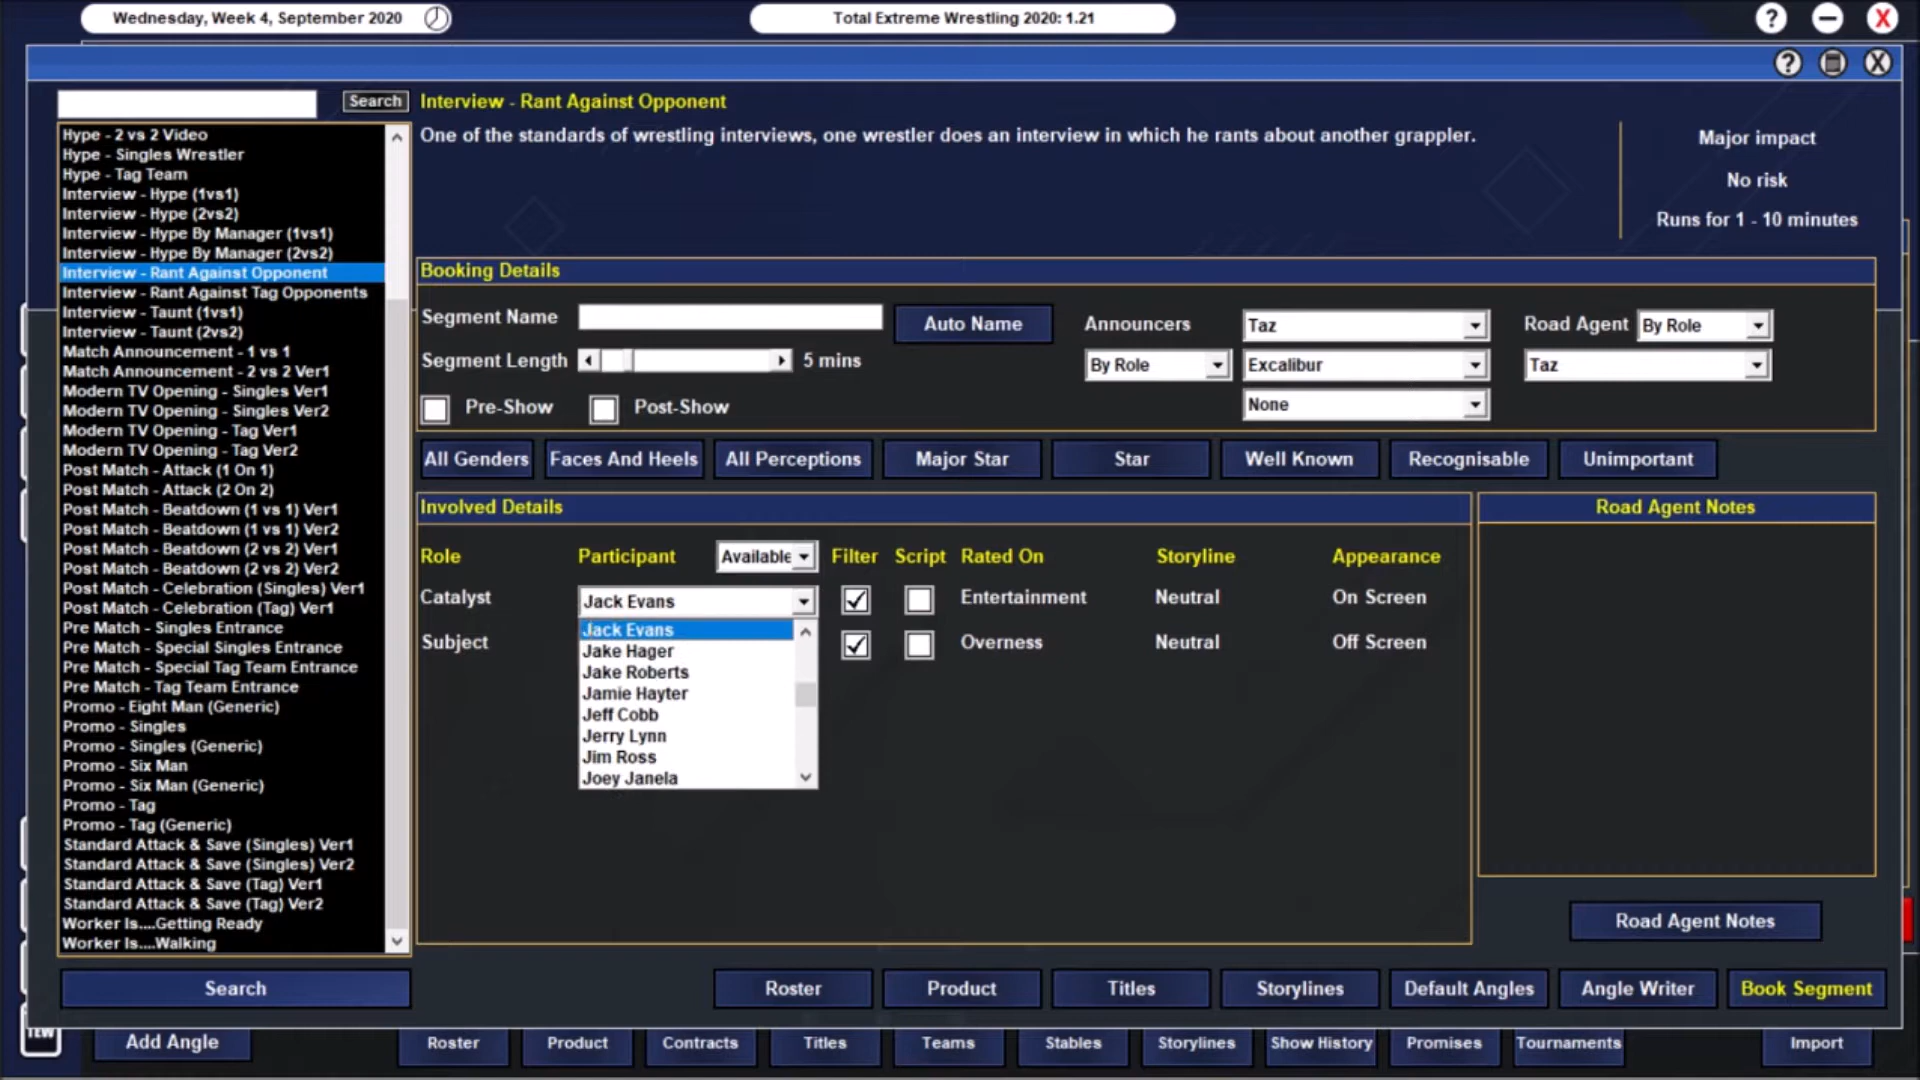 Wednesday, Week 4, September 2020
Total Extreme Wrestling 2020: 1.21
?
X
?
X
Search
Hype - 2 vs 2 Video
Hype - Singles Wrestler
Hype - Tag Team
Interview - Hype (1vs1)
Interview - Hype (2vs2)
Interview - Hype By Manager (1vs1)
Interview - Hype By Manager (2vs2)
Interview - Rant Against Opponent
Interview - Rant Against Tag Opponents
Interview - Taunt (1vs1)
Interview - Taunt (2vs2)
Match Announcement - 1 vs 1
Match Announcement - 2 vs 2 Ver1
Modern TV Opening - Singles Ver1
Modern TV Opening - Singles Ver2
Modern TV Opening - Tag Ver1
Modern TV Opening - Tag Ver2
Post Match - Attack (1 On 1)
Post Match - Attack (2 On 2)
Post Match - Beatdown (1 vs 1) Ver1
Post Match - Beatdown (1 vs 1) Ver2
Post Match - Beatdown (2 vs 2) Ver1
Post Match - Beatdown (2 vs 2) Ver2
Post Match - Celebration (Singles) Ver1
Post Match - Celebration (Tag) Ver1
Pre Match - Singles Entrance
Pre Match - Special Singles Entrance
Pre Match - Special Tag Team Entrance
Pre Match - Tag Team Entrance
Promo - Eight Man (Generic)
Promo - Singles
Promo - Singles (Generic)
Promo - Six Man
Promo - Six Man (Generic)
Promo - Tag
Promo - Tag (Generic)
Standard Attack & Save (Singles) Ver1
Standard Attack & Save (Singles) Ver2
Standard Attack & Save (Tag) Ver1
Standard Attack & Save (Tag) Ver2
Worker Is....Getting Ready
Worker Is....Walking
Search
Interview - Rant Against Opponent
One of the standards of wrestling interviews, one wrestler does an interview in which he rants about another grappler.
Major impact
No risk
Runs for 1 - 10 minutes
Booking Details
Segment Name
Auto Name
Announcers
Taz
Road Agent
By Role
Segment Length
5 mins
By Role
Excalibur
Taz
Pre-Show
Post-Show
None
All Genders
Faces And Heels
All Perceptions
Major Star
Star
Well Known
Recognisable
Unimportant
Involved Details
Road Agent Notes
Role
Participant
Available
Filter
Script
Rated On
Storyline
Appearance
Catalyst
Jack Evans
Entertainment
Neutral
On Screen
Subject
Overness
Neutral
Off Screen
Jack Evans
Jake Hager
Jake Roberts
Jamie Hayter
Jeff Cobb
Jerry Lynn
Jim Ross
Joey Janela
Road Agent Notes
Roster
Product
Titles
Storylines
Default Angles
Angle Writer
Book Segment
TEW
Add Angle
Roster
Product
Contracts
Titles
Teams
Stables
Storylines
Show History
Promises
Tournaments
Import